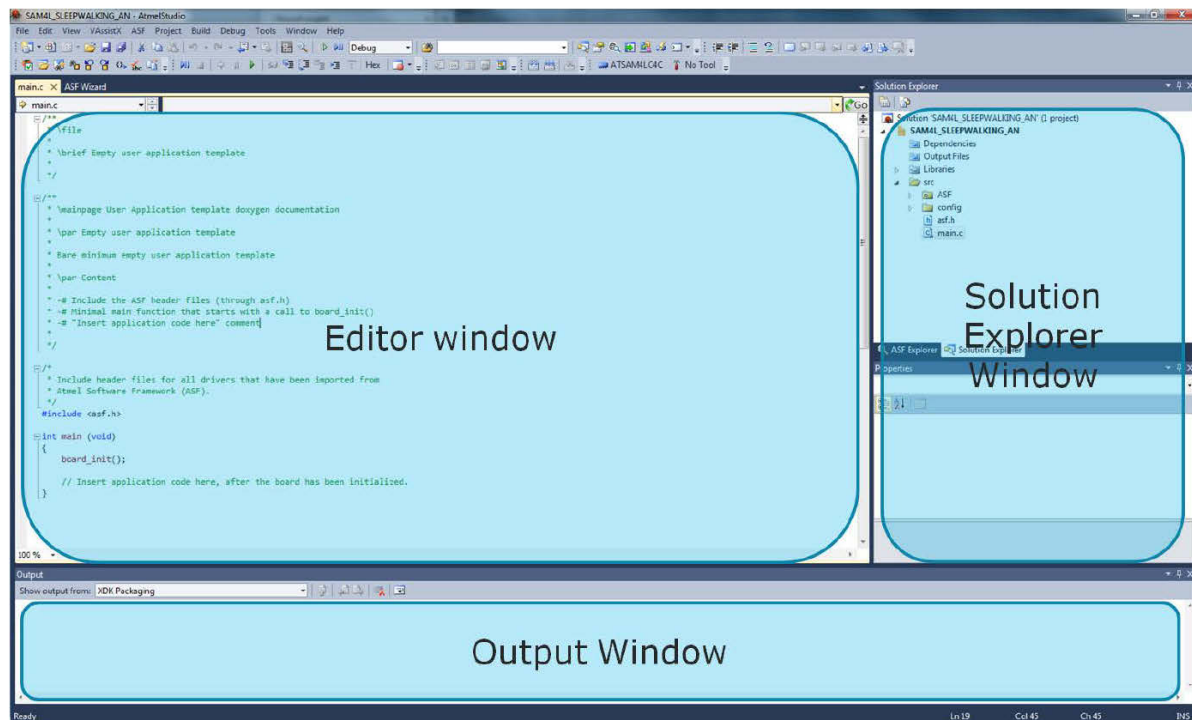 SAM4L_SLEEPWALKING_AN - AtmelStudio
File Edit View VAssistX ASF Project Build Debug Tools Window Help
Debug
Hex
ATSAM4LC4C No Tool
main.c X ASF Wizard
main.c
Go
/**
* \file
*
* \brief Empty user application template
*
*/
/**
* \mainpage User Application template doxygen documentation
*
* \par Empty user application template
*
* Bare minimum empty user application template
*
* \par Content
*
* -# Include the ASF header files (through asf.h)
* -# Minimal main function that starts with a call to board_init()
* -# "Insert application code here" comment
*
*/
/*
* Include header files for all drivers that have been imported from
* Atmel Software Framework (ASF).
*/
#include <asf.h>
int main (void)
{
board_init();
// Insert application code here, after the board has been initialized.
}
100 %
Editor window
Solution Explorer
Solution 'SAM4L_SLEEPWALKING_AN' (1 project)
SAM4L_SLEEPWALKING_AN
Dependencies
Output Files
Libraries
src
ASF
config
asf.h
main.c
Solution
Explorer
Window
ASF Explorer Solution Explorer
Properties
Output
Show output from: XDK Packaging
Output Window
Ready Ln 19 Col 45 Ch 45 INS